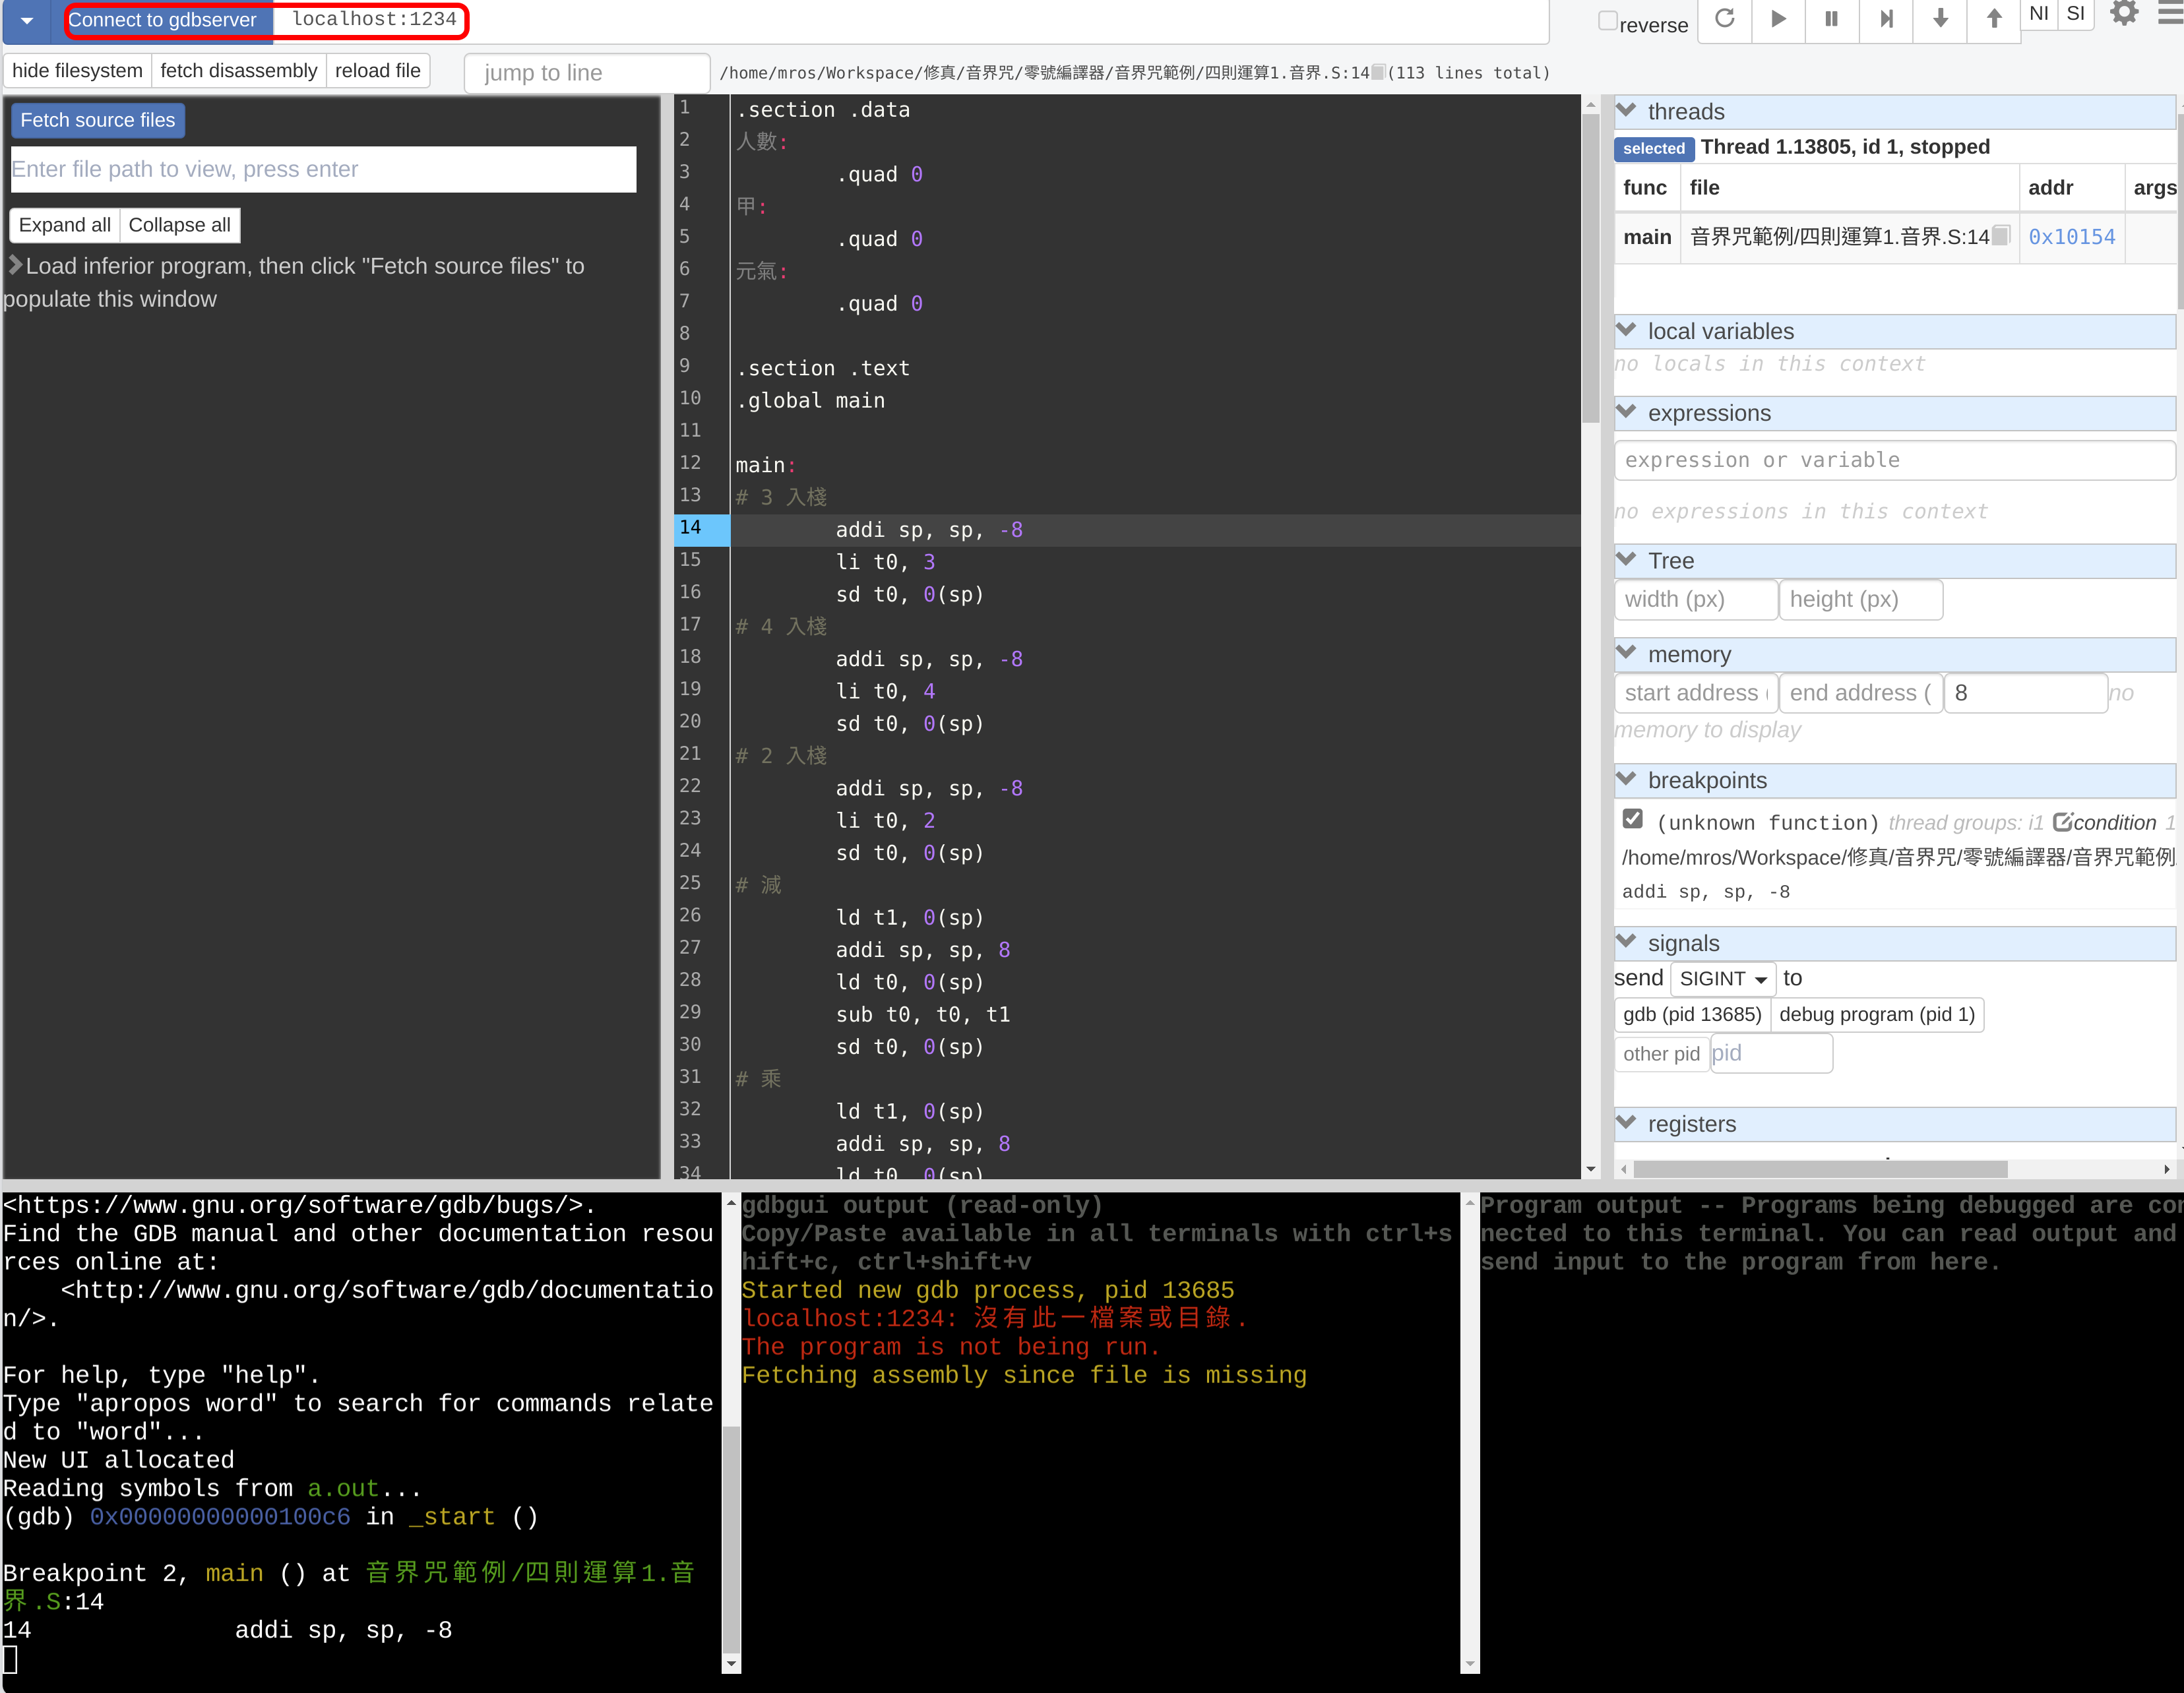 Connect to gdbserver localhost:1234 reverse NI SI
hide filesystem fetch disassembly reload file jump to line /home/mros/Workspace/修真/音界咒/零號編譯器/音界咒範例/四則運算1.音界.S:14 (113 lines total)
Fetch source files
Enter file path to view, press enter
Expand all Collapse all
Load inferior program, then click "Fetch source files" to
populate this window
1 .section .data
2 人數:
3 .quad 0
4 甲:
5 .quad 0
6 元氣:
7 .quad 0
8
9 .section .text
10 .global main
11
12 main:
13 # 3 入棧
14 addi sp, sp, -8
15 li t0, 3
16 sd t0, 0(sp)
17 # 4 入棧
18 addi sp, sp, -8
19 li t0, 4
20 sd t0, 0(sp)
21 # 2 入棧
22 addi sp, sp, -8
23 li t0, 2
24 sd t0, 0(sp)
25 # 減
26 ld t1, 0(sp)
27 addi sp, sp, 8
28 ld t0, 0(sp)
29 sub t0, t0, t1
30 sd t0, 0(sp)
31 # 乘
32 ld t1, 0(sp)
33 addi sp, sp, 8
34 ld t0, 0(sp)
threads
selected Thread 1.13805, id 1, stopped
func file addr args
main 音界咒範例/四則運算1.音界.S:14 0x10154
local variables
no locals in this context
expressions
expression or variable
no expressions in this context
Tree
width (px) height (px)
memory
start address ( end address ( 8 no
memory to display
breakpoints
(unknown function) thread groups: i1 condition 1
/home/mros/Workspace/修真/音界咒/零號編譯器/音界咒範例
addi sp, sp, -8
signals
send SIGINT to
gdb (pid 13685) debug program (pid 1)
other pid pid
registers
<https://www.gnu.org/software/gdb/bugs/>.
Find the GDB manual and other documentation resou
rces online at:
<http://www.gnu.org/software/gdb/documentatio
n/>.
For help, type "help".
Type "apropos word" to search for commands relate
d to "word"...
New UI allocated
Reading symbols from a.out...
(gdb) 0x00000000000100c6 in _start ()
Breakpoint 2, main () at 音界咒範例/四則運算1.音
界.S:14
14 addi sp, sp, -8
gdbgui output (read-only)
Copy/Paste available in all terminals with ctrl+s
hift+c, ctrl+shift+v
Started new gdb process, pid 13685
localhost:1234: 沒有此一檔案或目錄.
The program is not being run.
Fetching assembly since file is missing
Program output -- Programs being debugged are con
nected to this terminal. You can read output and
send input to the program from here.